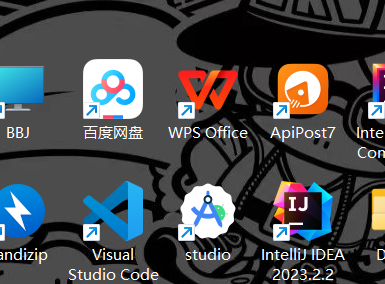 BBJ
百度网盘
WPS Office
ApiPost7
Inte
Com
andizip
Visual
Studio Code
studio
IJ
IntelliJ IDEA
2023.2.2
D